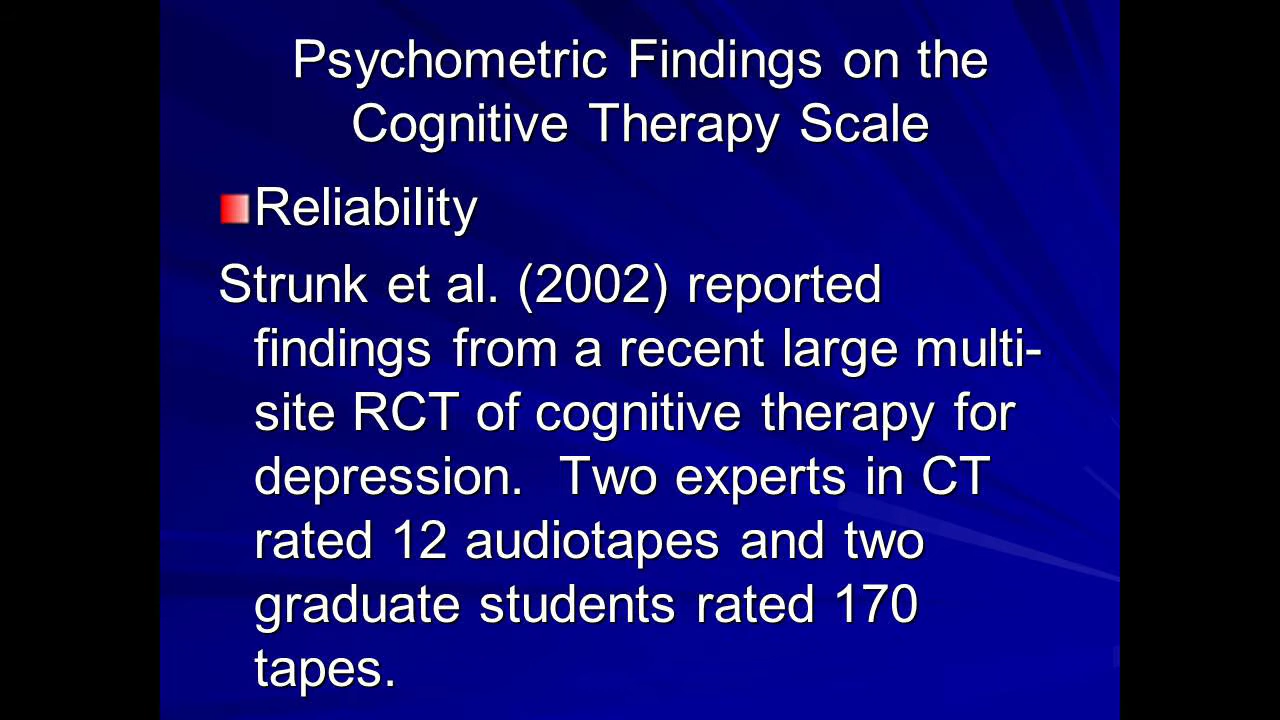 Psychometric Findings on the
Cognitive Therapy Scale
Reliability
Strunk et al. (2002) reported
findings from a recent large multi-
site RCT of cognitive therapy for
depression.  Two experts in CT
rated 12 audiotapes and two
graduate students rated 170
tapes.